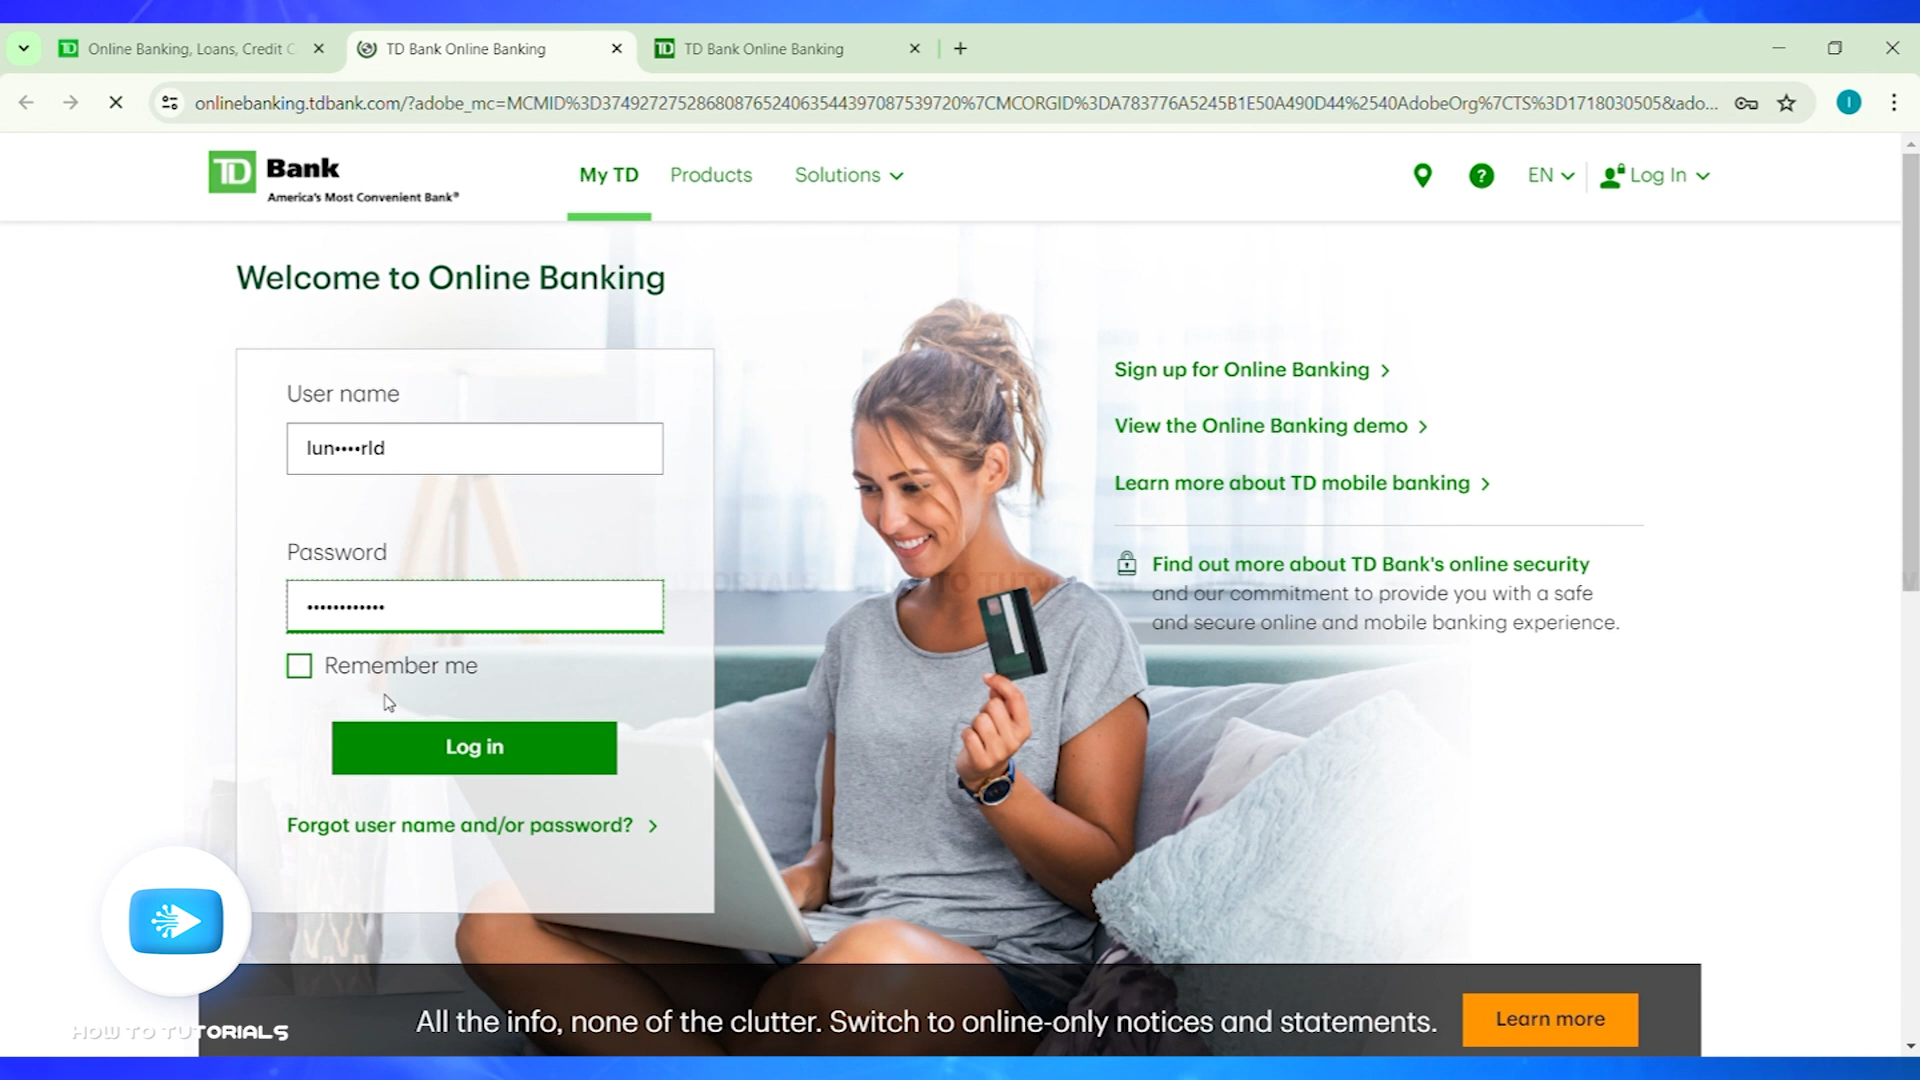 Online Banking, Loans, Credit C
TD Bank Online Banking
TD Bank Online Banking
onlinebanking.tdbank.com/?adobe_mc=MCMID%3D37492727528680876524063544397087539720%7CMCORGID%3DA783776A5245B1E50A490D44%2540AdobeOrg%7CTS%3D1718030505&ado...
I
TD Bank
America's Most Convenient Bank®
My TD
Products
Solutions
?
EN
Log In
Welcome to Online Banking
User name
lun••••rld
Password
••••••••••••
Remember me
Log in
Forgot user name and/or password?
Sign up for Online Banking
View the Online Banking demo
Learn more about TD mobile banking
Find out more about TD Bank's online security
and our commitment to provide you with a safe
and secure online and mobile banking experience.
All the info, none of the clutter. Switch to online-only notices and statements.
Learn more
HOW TO TUTORIALS